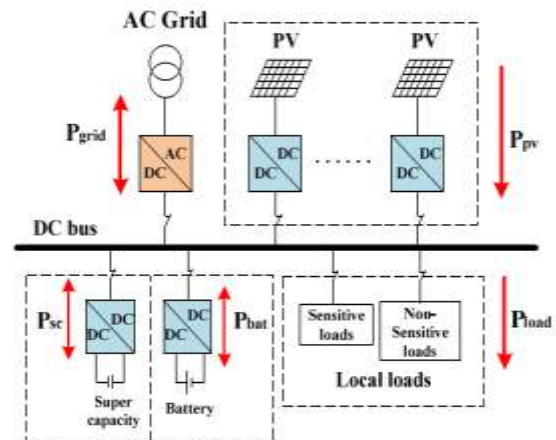 AC Grid
PV
PV
Pgrid
AC
DC
DC
DC
DC
DC
Ppv
DC bus
Psc
DC
DC
DC
DC
Pbat
Sensitive
loads
Non-
Sensitive
loads
Pload
Local loads
Super
capacity
Battery